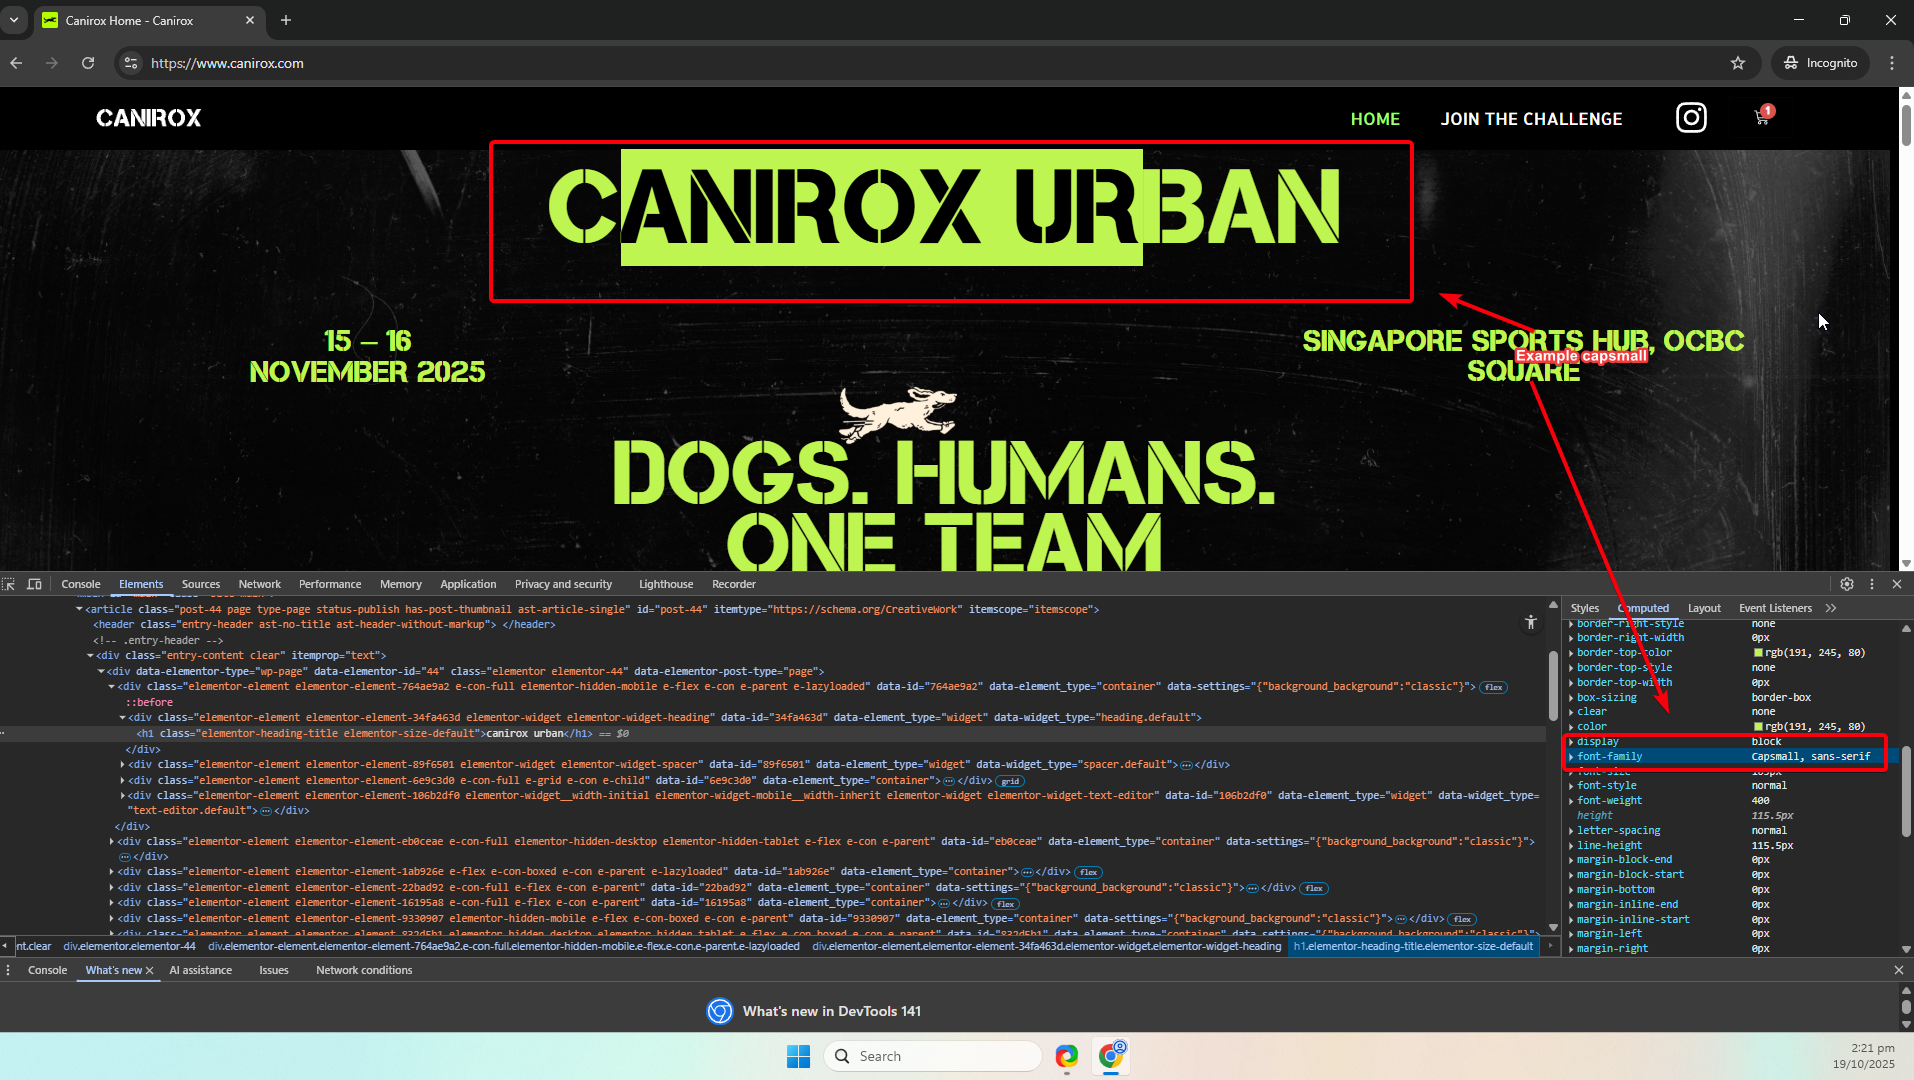 Canirox Home - Canirox
https://www.canirox.com
Incognito
CANIROX
HOME
JOIN THE CHALLENGE
1
CANIROX URBAN
15 – 16
NOVEMBER 2025
SINGAPORE SPORTS HUB, OCBC
SQUARE
Example capsmall
DOGS. HUMANS.
ONE TEAM
Console Elements Sources Network Performance Memory Application Privacy and security Lighthouse Recorder
<article class="post-44 page type-page status-publish has-post-thumbnail ast-article-single" id="post-44" itemtype="https://schema.org/CreativeWork" itemscope="itemscope">
<header class="entry-header ast-no-title ast-header-without-markup"> </header>
<!-- .entry-header -->
<div class="entry-content clear" itemprop="text">
<div data-elementor-type="wp-page" data-elementor-id="44" class="elementor elementor-44" data-elementor-post-type="page">
<div class="elementor-element elementor-element-764ae9a2 e-con-full elementor-hidden-mobile e-flex e-con e-parent e-lazyloaded" data-id="764ae9a2" data-element_type="container" data-settings="{"background_background":"classic"}"> flex
::before
<div class="elementor-element elementor-element-34fa463d elementor-widget elementor-widget-heading" data-id="34fa463d" data-element_type="widget" data-widget_type="heading.default">
<h1 class="elementor-heading-title elementor-size-default">canirox urban</h1> == $0
</div>
<div class="elementor-element elementor-element-89f6501 elementor-widget elementor-widget-spacer" data-id="89f6501" data-element_type="widget" data-widget_type="spacer.default">…</div>
<div class="elementor-element elementor-element-6e9c3d0 e-con-full e-grid e-con e-child" data-id="6e9c3d0" data-element_type="container">…</div> grid
<div class="elementor-element elementor-element-106b2df0 elementor-widget__width-initial elementor-widget-mobile__width-inherit elementor-widget elementor-widget-text-editor" data-id="106b2df0" data-element_type="widget" data-widget_type=
"text-editor.default">…</div>
</div>
<div class="elementor-element elementor-element-eb0ceae e-con-full elementor-hidden-desktop elementor-hidden-tablet e-flex e-con e-parent" data-id="eb0ceae" data-element_type="container" data-settings="{"background_background":"classic"}">
…</div>
<div class="elementor-element elementor-element-1ab926e e-flex e-con-boxed e-con e-parent e-lazyloaded" data-id="1ab926e" data-element_type="container">…</div> flex
<div class="elementor-element elementor-element-22bad92 e-con-full e-flex e-con e-parent" data-id="22bad92" data-element_type="container" data-settings="{"background_background":"classic"}">…</div> flex
<div class="elementor-element elementor-element-16195a8 e-con-full e-flex e-con e-parent" data-id="16195a8" data-element_type="container">…</div> flex
<div class="elementor-element elementor-element-9330907 elementor-hidden-mobile e-flex e-con-boxed e-con e-parent" data-id="9330907" data-element_type="container" data-settings="{"background_background":"classic"}">…</div> flex
nt.clear div.elementor.elementor-44 div.elementor-element.elementor-element-764ae9a2.e-con-full.elementor-hidden-mobile.e-flex.e-con.e-parent.e-lazyloaded div.elementor-element.elementor-element-34fa463d.elementor-widget.elementor-widget-heading h1.elementor-heading-title.elementor-size-default
Styles Computed Layout Event Listeners
border-right-style none
border-right-width 0px
border-top-color rgb(191, 245, 80)
border-top-style none
border-top-width 0px
box-sizing border-box
clear none
color rgb(191, 245, 80)
display block
font-family Capsmall, sans-serif
font-size 105px
font-style normal
font-weight 400
height 115.5px
letter-spacing normal
line-height 115.5px
margin-block-end 0px
margin-block-start 0px
margin-bottom 0px
margin-inline-end 0px
margin-inline-start 0px
margin-left 0px
margin-right 0px
Console What's new AI assistance Issues Network conditions
What's new in DevTools 141
Search
2:21 pm
19/10/2025